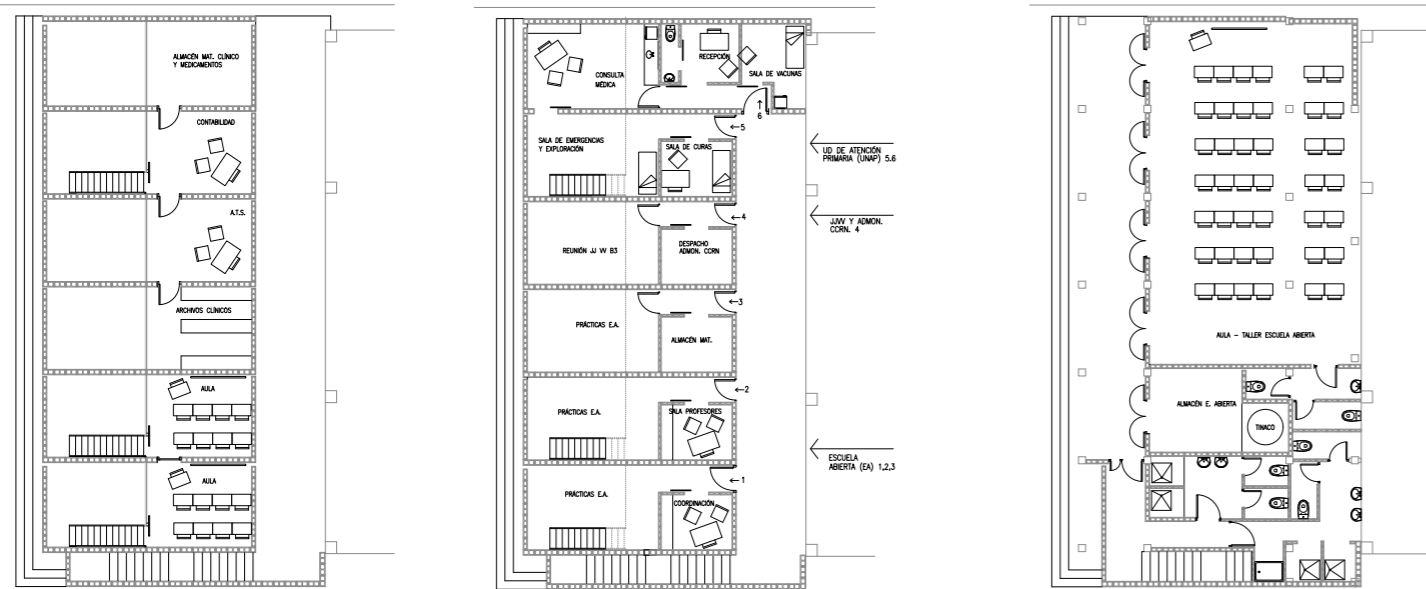 ALMACÉN MAT. CLÍNICO
Y MEDICAMENTOS
CONTABILIDAD
A.T.S.
ARCHIVOS CLÍNICOS
AULA
AULA
CONSULTA
MÉDICA
RECEPCIÓN
SALA DE VACUNAS
6
5
SALA DE EMERGENCIAS
Y EXPLORACIÓN
SALA DE CURAS
UD DE ATENCIÓN
PRIMARIA (UNAP) 5.6
4
JJVV Y ADMON.
CCRN. 4
REUNIÓN JJ VV B3
DESPACHO
ADMON. CCRN
3
PRÁCTICAS E.A.
ALMACÉN MAT.
2
PRÁCTICAS E.A.
SALA PROFESORES
ESCUELA
ABIERTA (EA) 1,2,3
1
PRÁCTICAS E.A.
COORDINACIÓN
AULA – TALLER ESCUELA ABIERTA
ALMACÉN E. ABIERTA
TINACO